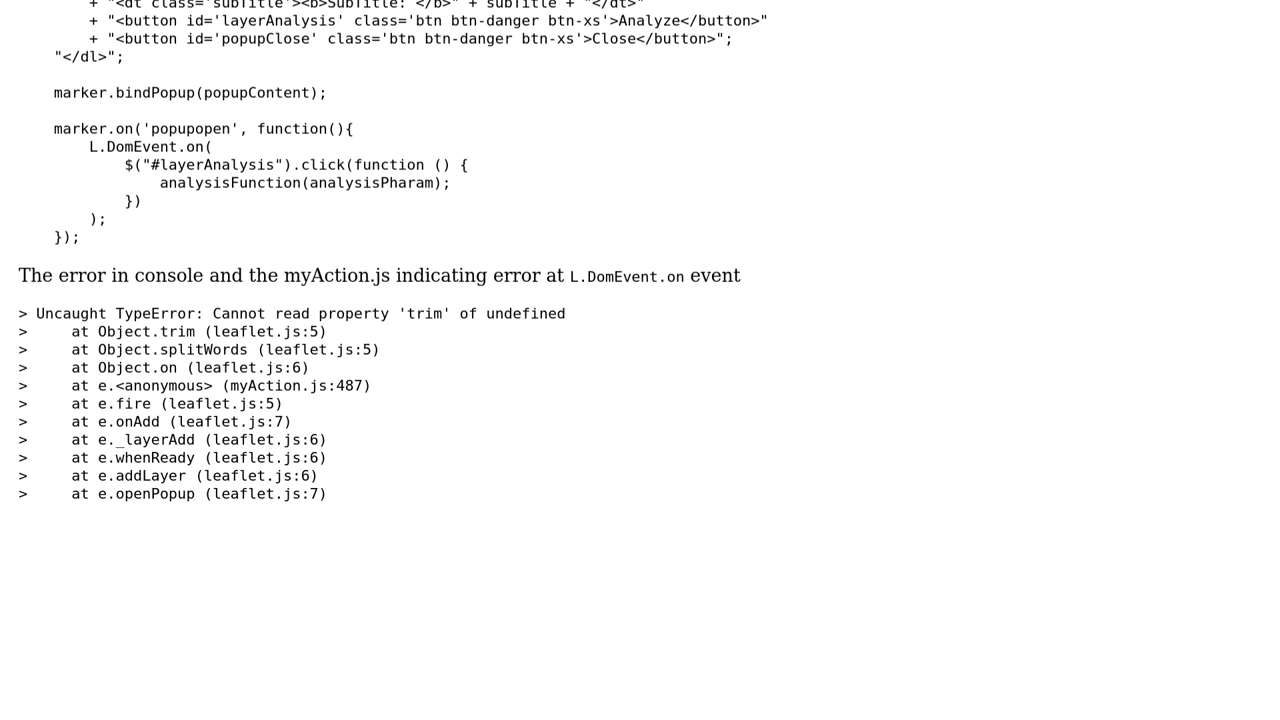 + "<dt class='subTitle'><b>SubTitle: </b>" + subTitle + "</dt>"
+ "<button id='layerAnalysis' class='btn btn-danger btn-xs'>Analyze</button>"
+ "<button id='popupClose' class='btn btn-danger btn-xs'>Close</button>";
"</dl>";
marker.bindPopup(popupContent);
marker.on('popupopen', function(){
L.DomEvent.on(
$("#layerAnalysis").click(function () {
analysisFunction(analysisPharam);
})
);
});
The error in console and the myAction.js indicating error at L.DomEvent.on event
> Uncaught TypeError: Cannot read property 'trim' of undefined
>     at Object.trim (leaflet.js:5)
>     at Object.splitWords (leaflet.js:5)
>     at Object.on (leaflet.js:6)
>     at e.<anonymous> (myAction.js:487)
>     at e.fire (leaflet.js:5)
>     at e.onAdd (leaflet.js:7)
>     at e._layerAdd (leaflet.js:6)
>     at e.whenReady (leaflet.js:6)
>     at e.addLayer (leaflet.js:6)
>     at e.openPopup (leaflet.js:7)